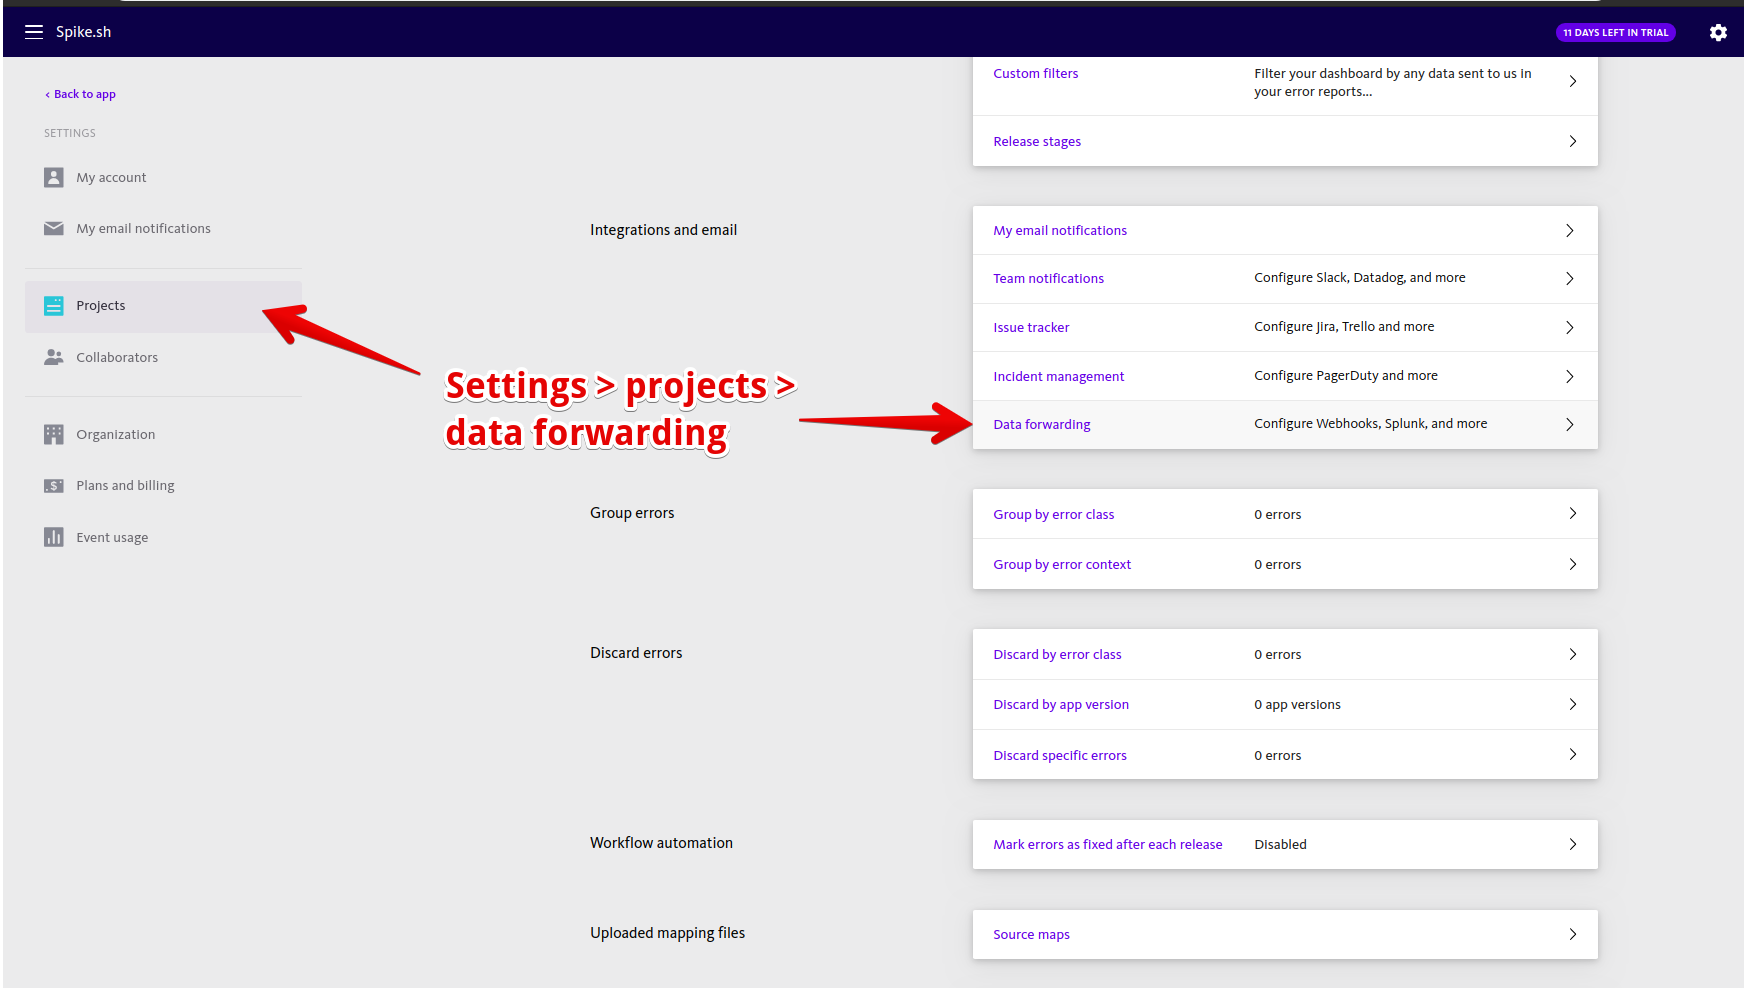 Spike.sh
11 DAYS LEFT IN TRIAL
‹ Back to app
SETTINGS
My account
My email notifications
Projects
Collaborators
Organization
Plans and billing
Event usage
Settings > projects >
data forwarding
Custom filters
Filter your dashboard by any data sent to us in
your error reports...
Release stages
Integrations and email
My email notifications
Team notifications Configure Slack, Datadog, and more
Issue tracker Configure Jira, Trello and more
Incident management Configure PagerDuty and more
Data forwarding Configure Webhooks, Splunk, and more
Group errors
Group by error class 0 errors
Group by error context 0 errors
Discard errors
Discard by error class 0 errors
Discard by app version 0 app versions
Discard specific errors 0 errors
Workflow automation
Mark errors as fixed after each release Disabled
Uploaded mapping files
Source maps